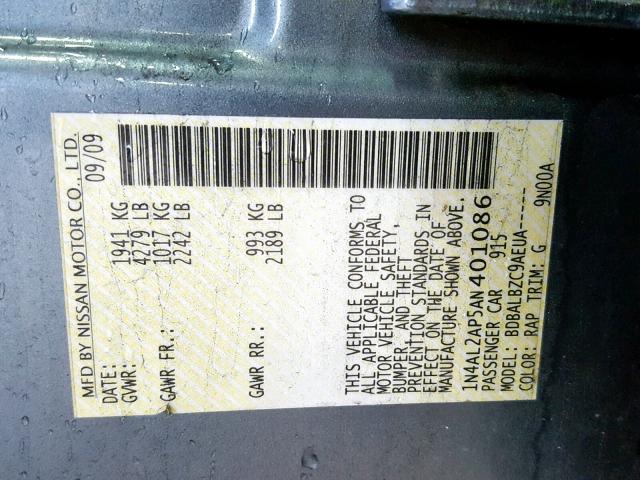 MFD BY NISSAN MOTOR CO., LTD.
DATE: 09/09
GVWR: 1941 KG
4279 LB
GAWR FR.: 1017 KG
2242 LB
GAWR RR.: 993 KG
2189 LB
THIS VEHICLE CONFORMS TO
ALL APPLICABLE FEDERAL
MOTOR VEHICLE SAFETY,
BUMPER AND THEFT
PREVENTION STANDARDS IN
EFFECT ON THE DATE OF
MANUFACTURE SHOWN ABOVE.
1N4AL2AP5AN401086
PASSENGER CAR 915
MODEL: BDBALBZC9AEUA-----
COLOR: RAP TRIM: G 9N00A